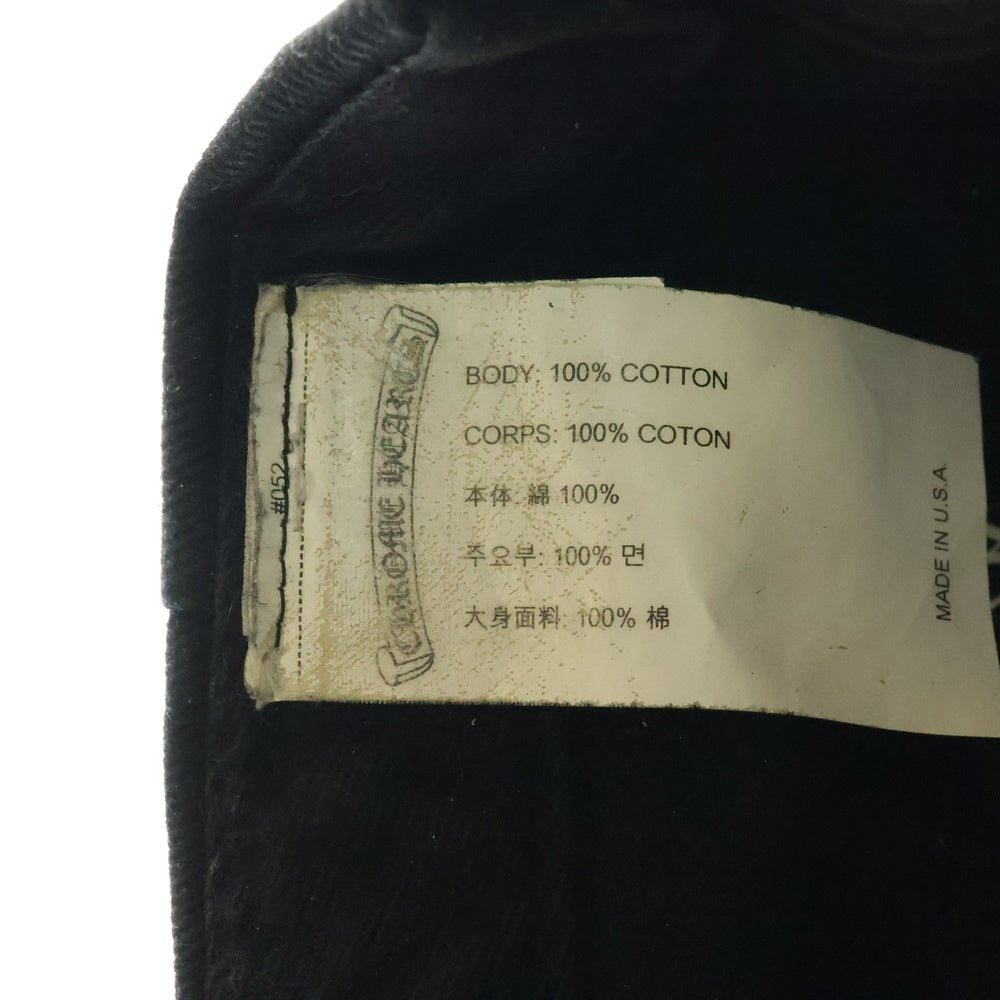 #052
CHROME HEARTS
BODY: 100% COTTON
CORPS: 100% COTON
本体: 綿 100%
주요부: 100% 면
大身面料: 100% 棉
MADE IN U.S.A.